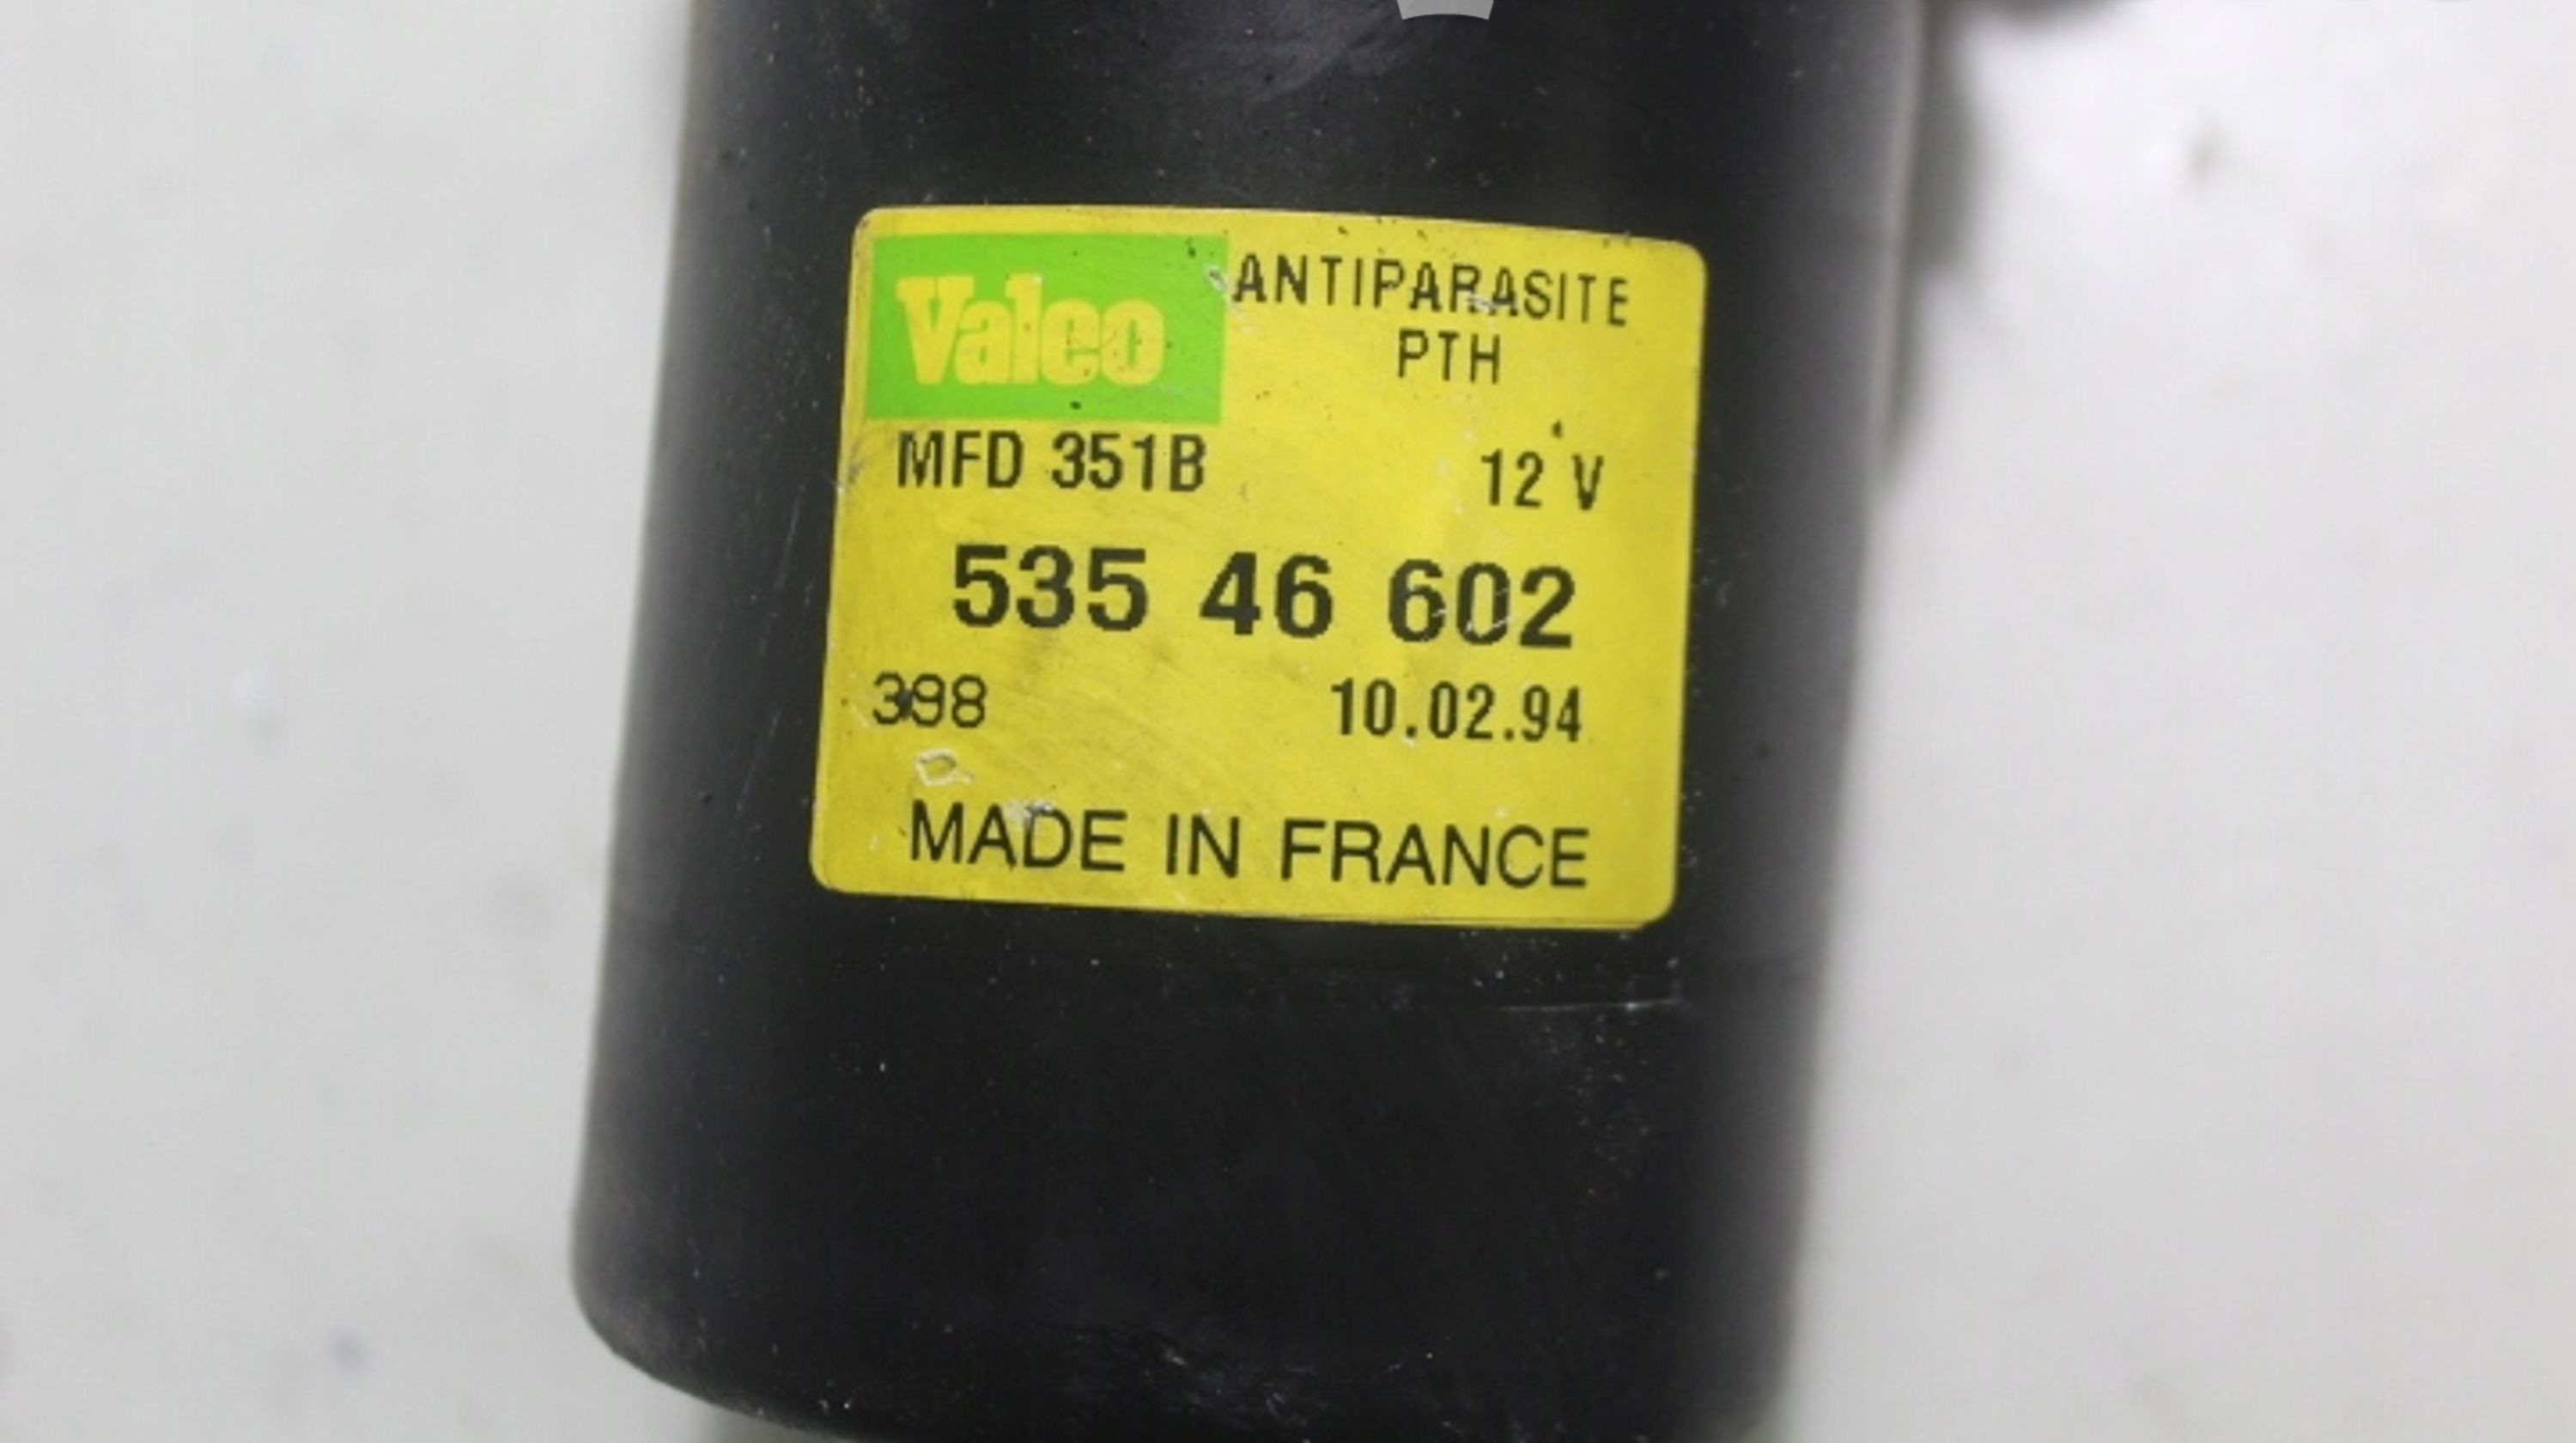 Valeo
ANTIPARASITE
PTH
MFD 351B
12 V
535 46 602
398
10.02.94
MADE IN FRANCE